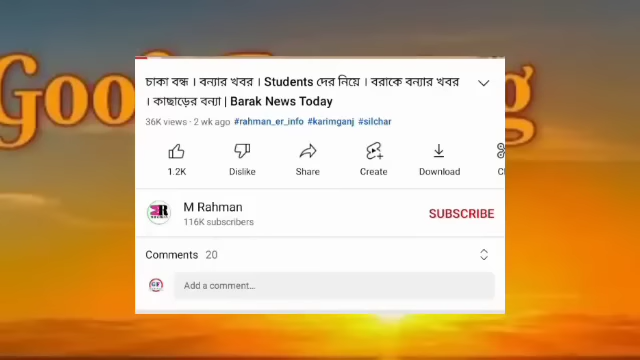 চাকা বন্ধ । বন্যার খবর । Students দের নিয়ে । বরাকে বন্যার খবর
। কাছাড়ের বন্যা | Barak News Today
36K views · 2 wk ago #rahman_er_info #karimganj #silchar
1.2K Dislike Share Create Download
M Rahman
116K subscribers
SUBSCRIBE
Comments 20
Add a comment...